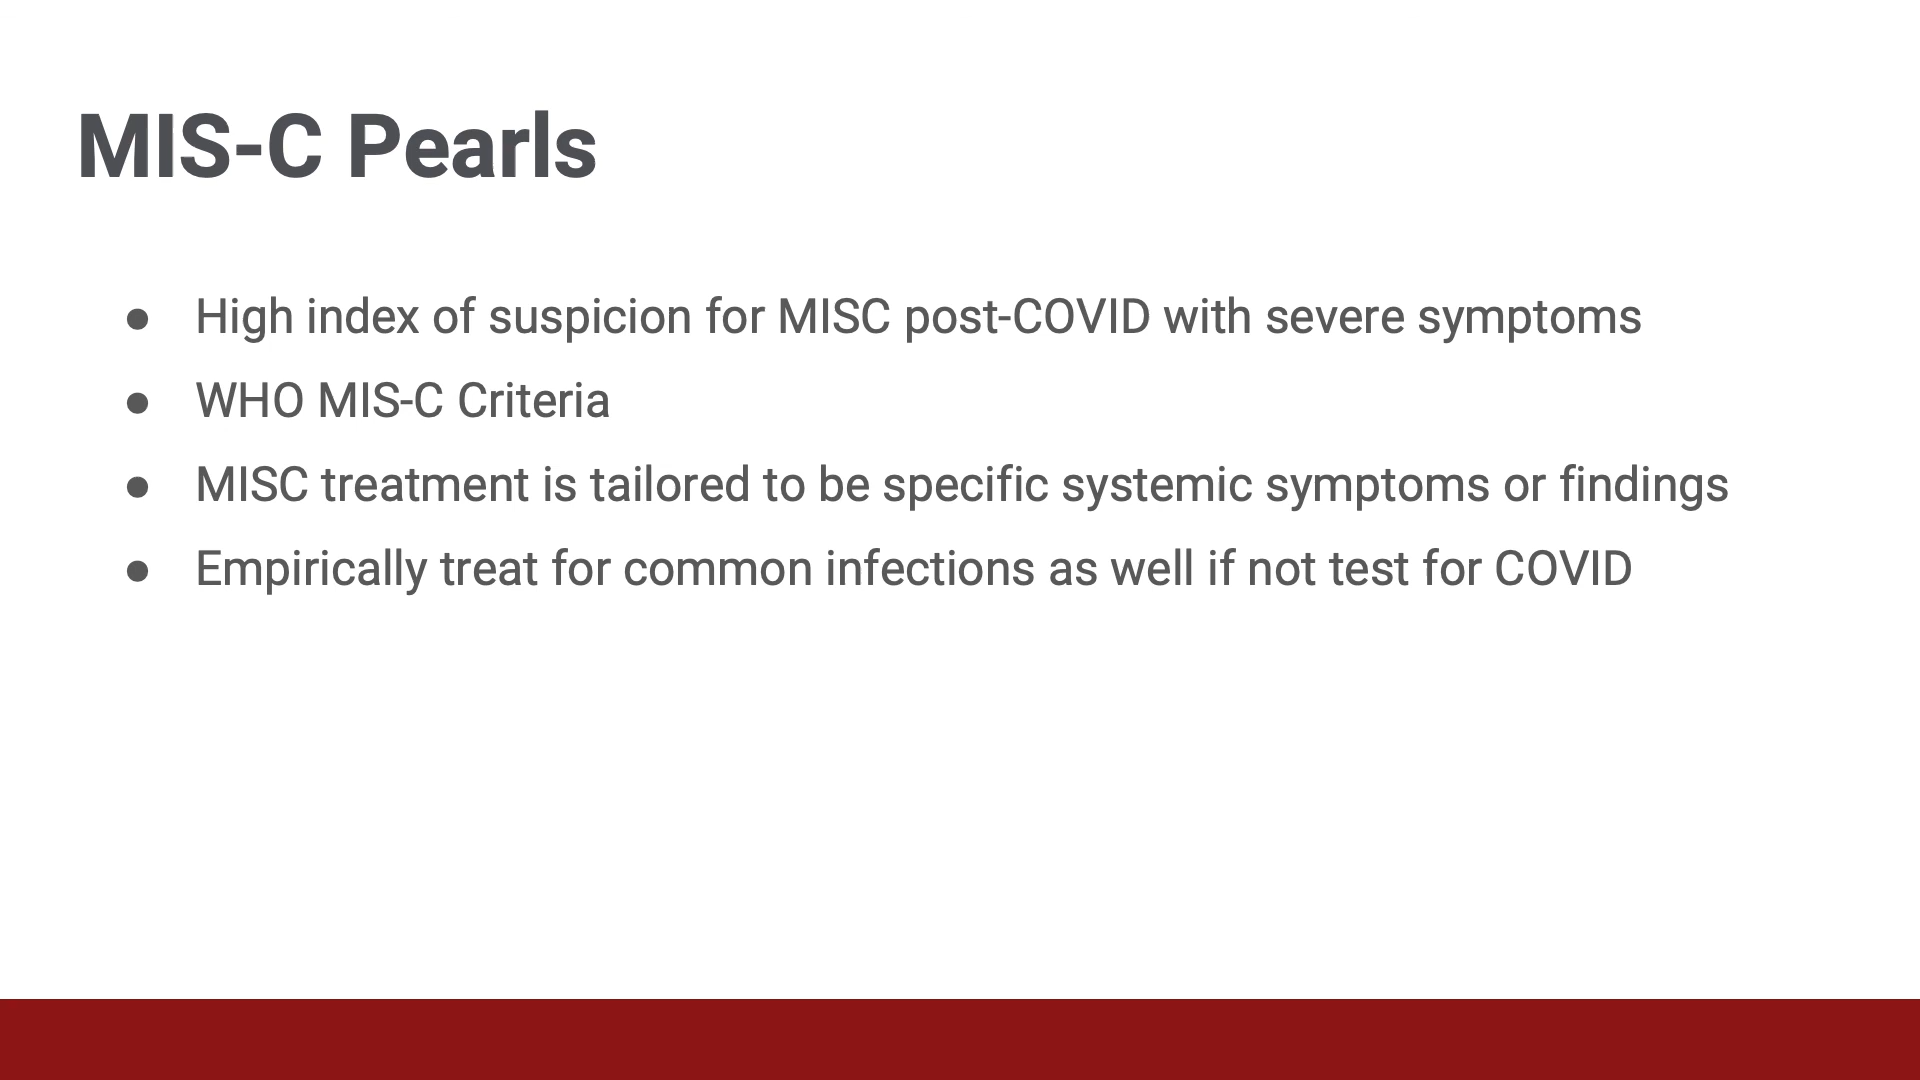 MIS-C Pearls
● High index of suspicion for MISC post-COVID with severe symptoms
● WHO MIS-C Criteria
● MISC treatment is tailored to be specific systemic symptoms or findings
● Empirically treat for common infections as well if not test for COVID